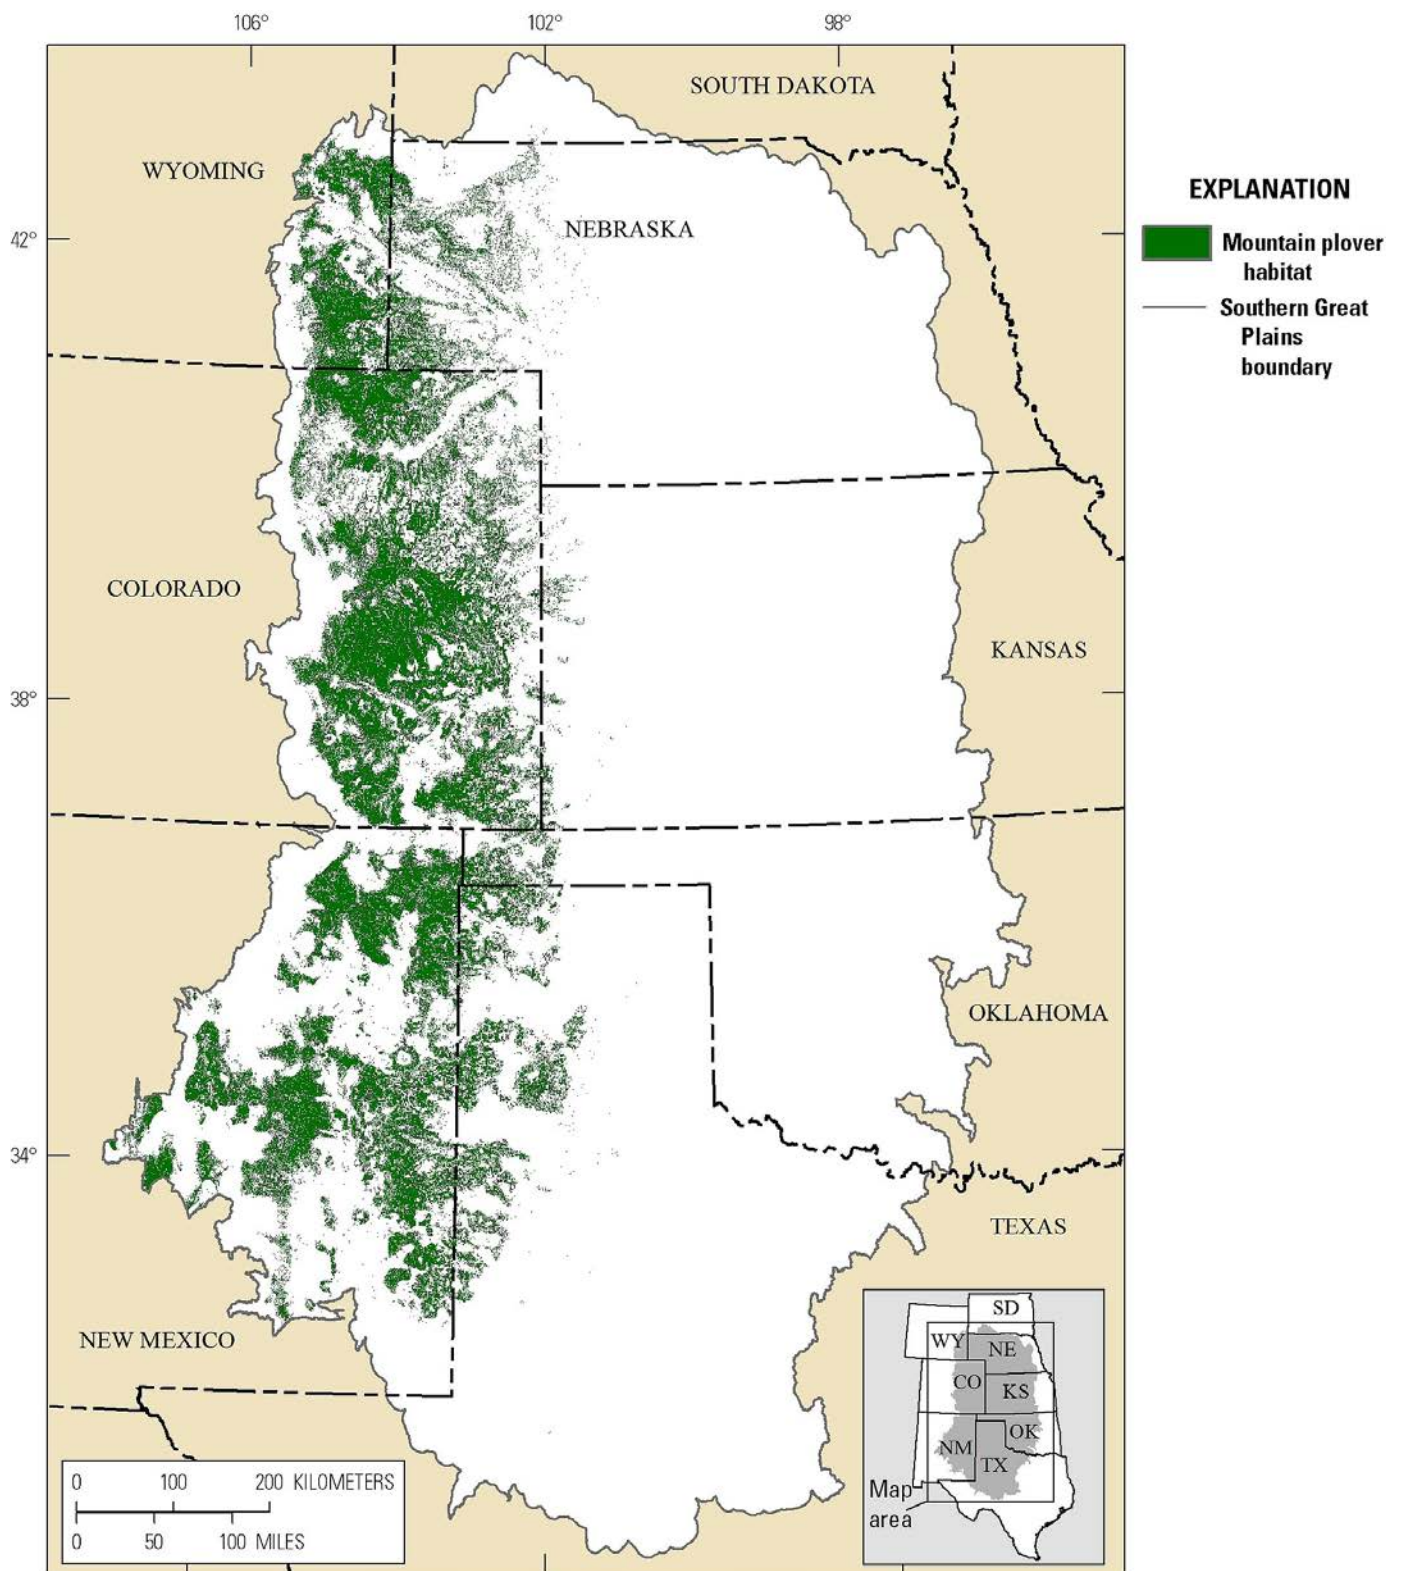 106°
102°
98°
SOUTH DAKOTA
WYOMING
NEBRASKA
42°
EXPLANATION
Mountain plover
habitat
Southern Great
Plains
boundary
COLORADO
KANSAS
38°
OKLAHOMA
34°
TEXAS
NEW MEXICO
0 100 200 KILOMETERS
0 50 100 MILES
SD
WY
NE
CO
KS
OK
NM
TX
Map
area